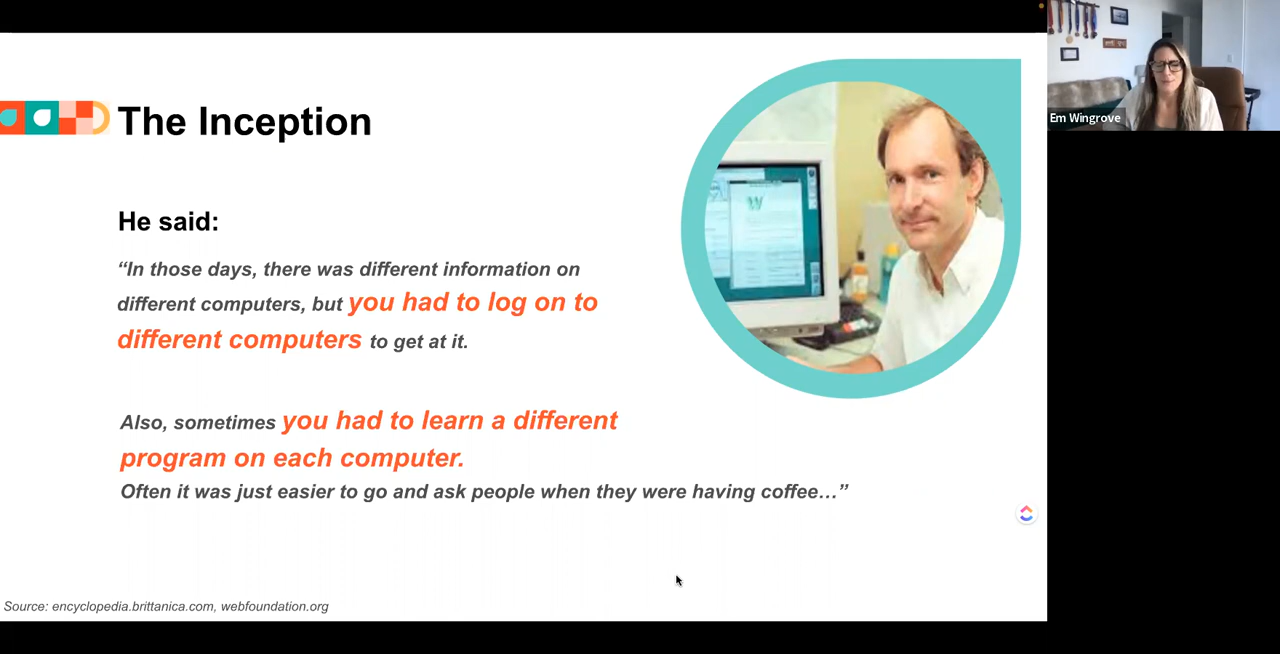 The Inception
He said:
“In those days, there was different information on
different computers, but you had to log on to
different computers to get at it.
Also, sometimes you had to learn a different
program on each computer.
Often it was just easier to go and ask people when they were having coffee…”
Source: encyclopedia.brittanica.com, webfoundation.org
Em Wingrove
W